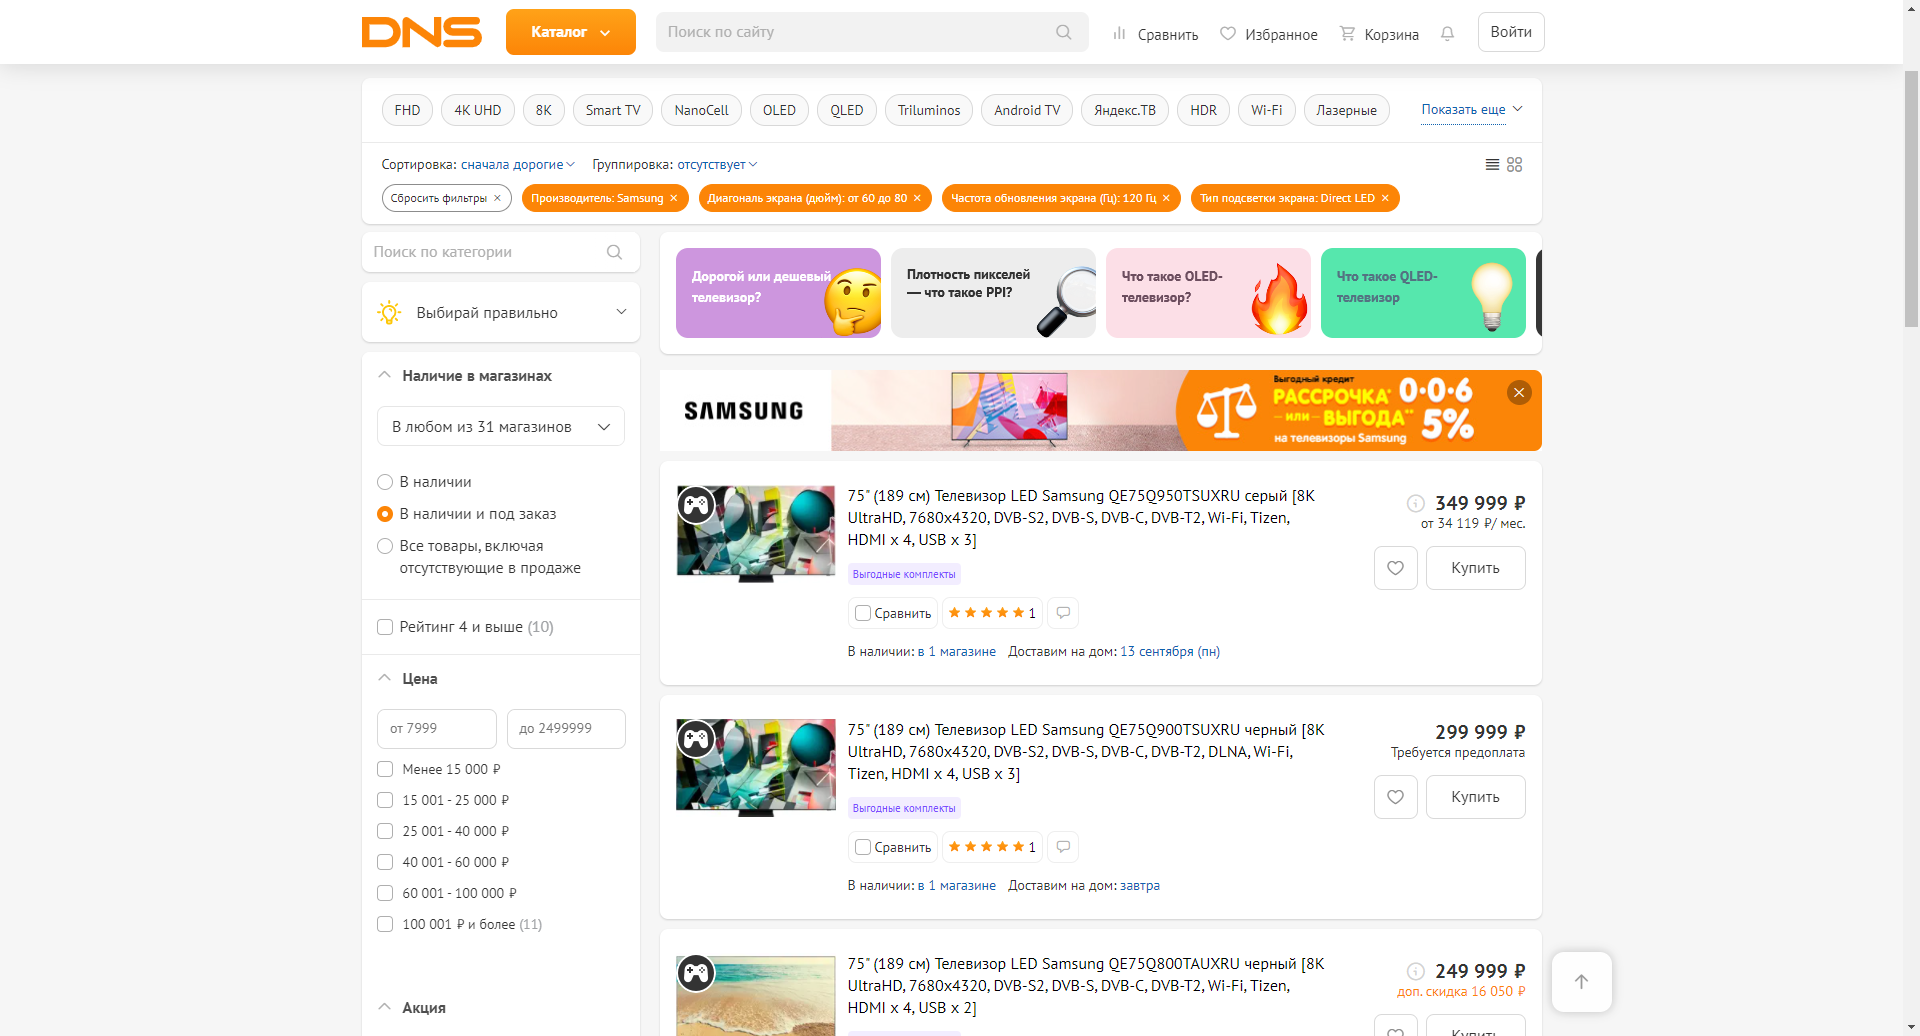 DNS
Каталог
Поиск по сайту
Сравнить
Избранное
Корзина
Войти
FHD
4K UHD
8K
Smart TV
NanoCell
OLED
QLED
Triluminos
Android TV
Яндекс.ТВ
HDR
Wi-Fi
Лазерные
Показать еще
Сортировка: сначала дорогие
Группировка: отсутствует
Сбросить фильтры ×
Производитель: Samsung ×
Диагональ экрана (дюйм): от 60 до 80 ×
Частота обновления экрана (Гц): 120 Гц ×
Тип подсветки экрана: Direct LED ×
Поиск по категории
Выбирай правильно
Наличие в магазинах
В любом из 31 магазинов
В наличии
В наличии и под заказ
Все товары, включая
отсутствующие в продаже
Рейтинг 4 и выше (10)
Цена
от 7999
до 2499999
Менее 15 000 ₽
15 001 - 25 000 ₽
25 001 - 40 000 ₽
40 001 - 60 000 ₽
60 001 - 100 000 ₽
100 001 ₽ и более (11)
Акция
Дорогой или дешевый
телевизор?
Плотность пикселей
— что такое PPI?
Что такое OLED-
телевизор?
Что такое QLED-
телевизор
SAMSUNG
Выгодный кредит
РАССРОЧКА* 0·0·6
— или — ВЫГОДА** 5%
на телевизоры Samsung
75" (189 см) Телевизор LED Samsung QE75Q950TSUXRU серый [8K
UltraHD, 7680x4320, DVB-S2, DVB-S, DVB-C, DVB-T2, Wi-Fi, Tizen,
HDMI x 4, USB x 3]
Выгодные комплекты
Сравнить
1
В наличии: в 1 магазине Доставим на дом: 13 сентября (пн)
349 999 ₽
от 34 119 ₽/ мес.
Купить
75" (189 см) Телевизор LED Samsung QE75Q900TSUXRU черный [8K
UltraHD, 7680x4320, DVB-S2, DVB-S, DVB-C, DVB-T2, DLNA, Wi-Fi,
Tizen, HDMI x 4, USB x 3]
Выгодные комплекты
Сравнить
1
В наличии: в 1 магазине Доставим на дом: завтра
299 999 ₽
Требуется предоплата
Купить
75" (189 см) Телевизор LED Samsung QE75Q800TAUXRU черный [8K
UltraHD, 7680x4320, DVB-S2, DVB-S, DVB-C, DVB-T2, Wi-Fi, Tizen,
HDMI x 4, USB x 2]
249 999 ₽
доп. скидка 16 050 ₽
Купить